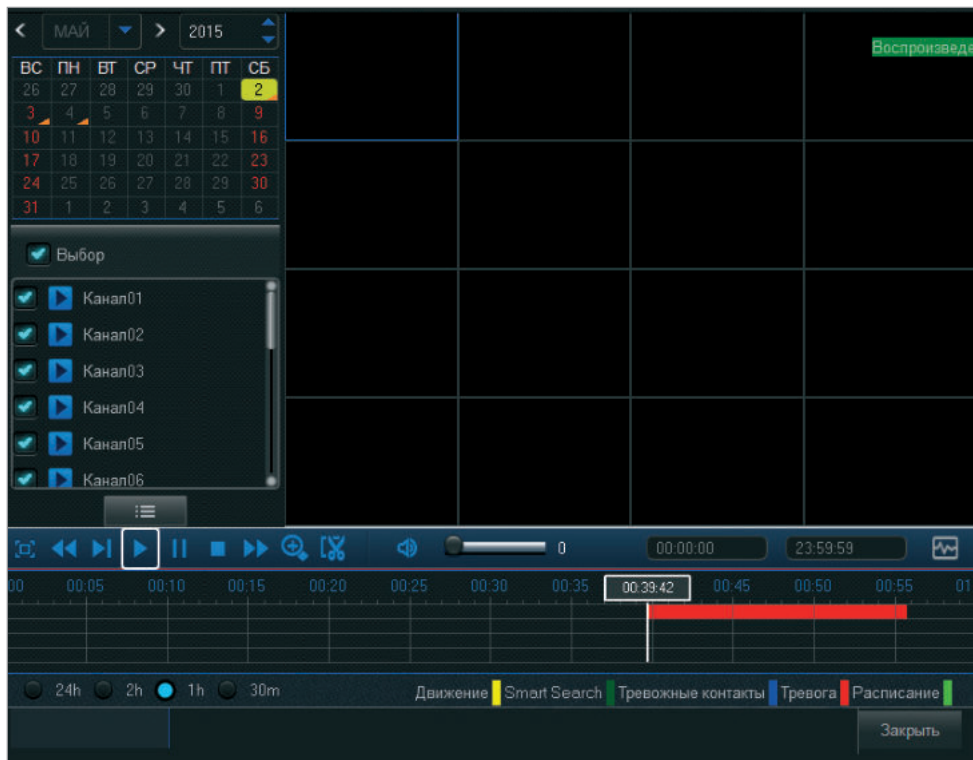 МАЙ 2015
ВС ПН ВТ СР ЧТ ПТ СБ
26 27 28 29 30 1 2
3 4 5 6 7 8 9
10 11 12 13 14 15 16
17 18 19 20 21 22 23
24 25 26 27 28 29 30
31 1 2 3 4 5 6
Воспроизведе
Выбор
Канал01
Канал02
Канал03
Канал04
Канал05
Канал06
0 00:00:00 23:59:59
00 00:05 00:10 00:15 00:20 00:25 00:30 00:35 00:39:42 00:45 00:50 00:55 01
24h 2h 1h 30m Движение Smart Search Тревожные контакты Тревога Расписание
Закрыть